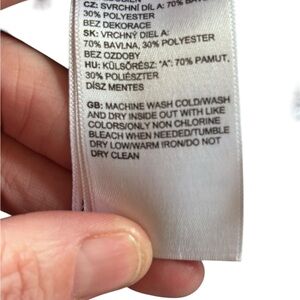 CZ: SVRCHNÍ DÍL A: 70% BAV
30% POLYESTER
BEZ DEKORACE
SK: VRCHNÝ DIEL A:
70% BAVLNA, 30% POLYESTER
BEZ OZDOBY
HU: KÜLSŐRÉSZ: "A": 70% PAMUT,
30% POLIÉSZTER
DÍSZ MENTES
GB: MACHINE WASH COLD/WASH
AND DRY INSIDE OUT WITH LIKE
COLORS/ONLY NON CHLORINE
BLEACH WHEN NEEDED/TUMBLE
DRY LOW/WARM IRON/DO NOT
DRY CLEAN